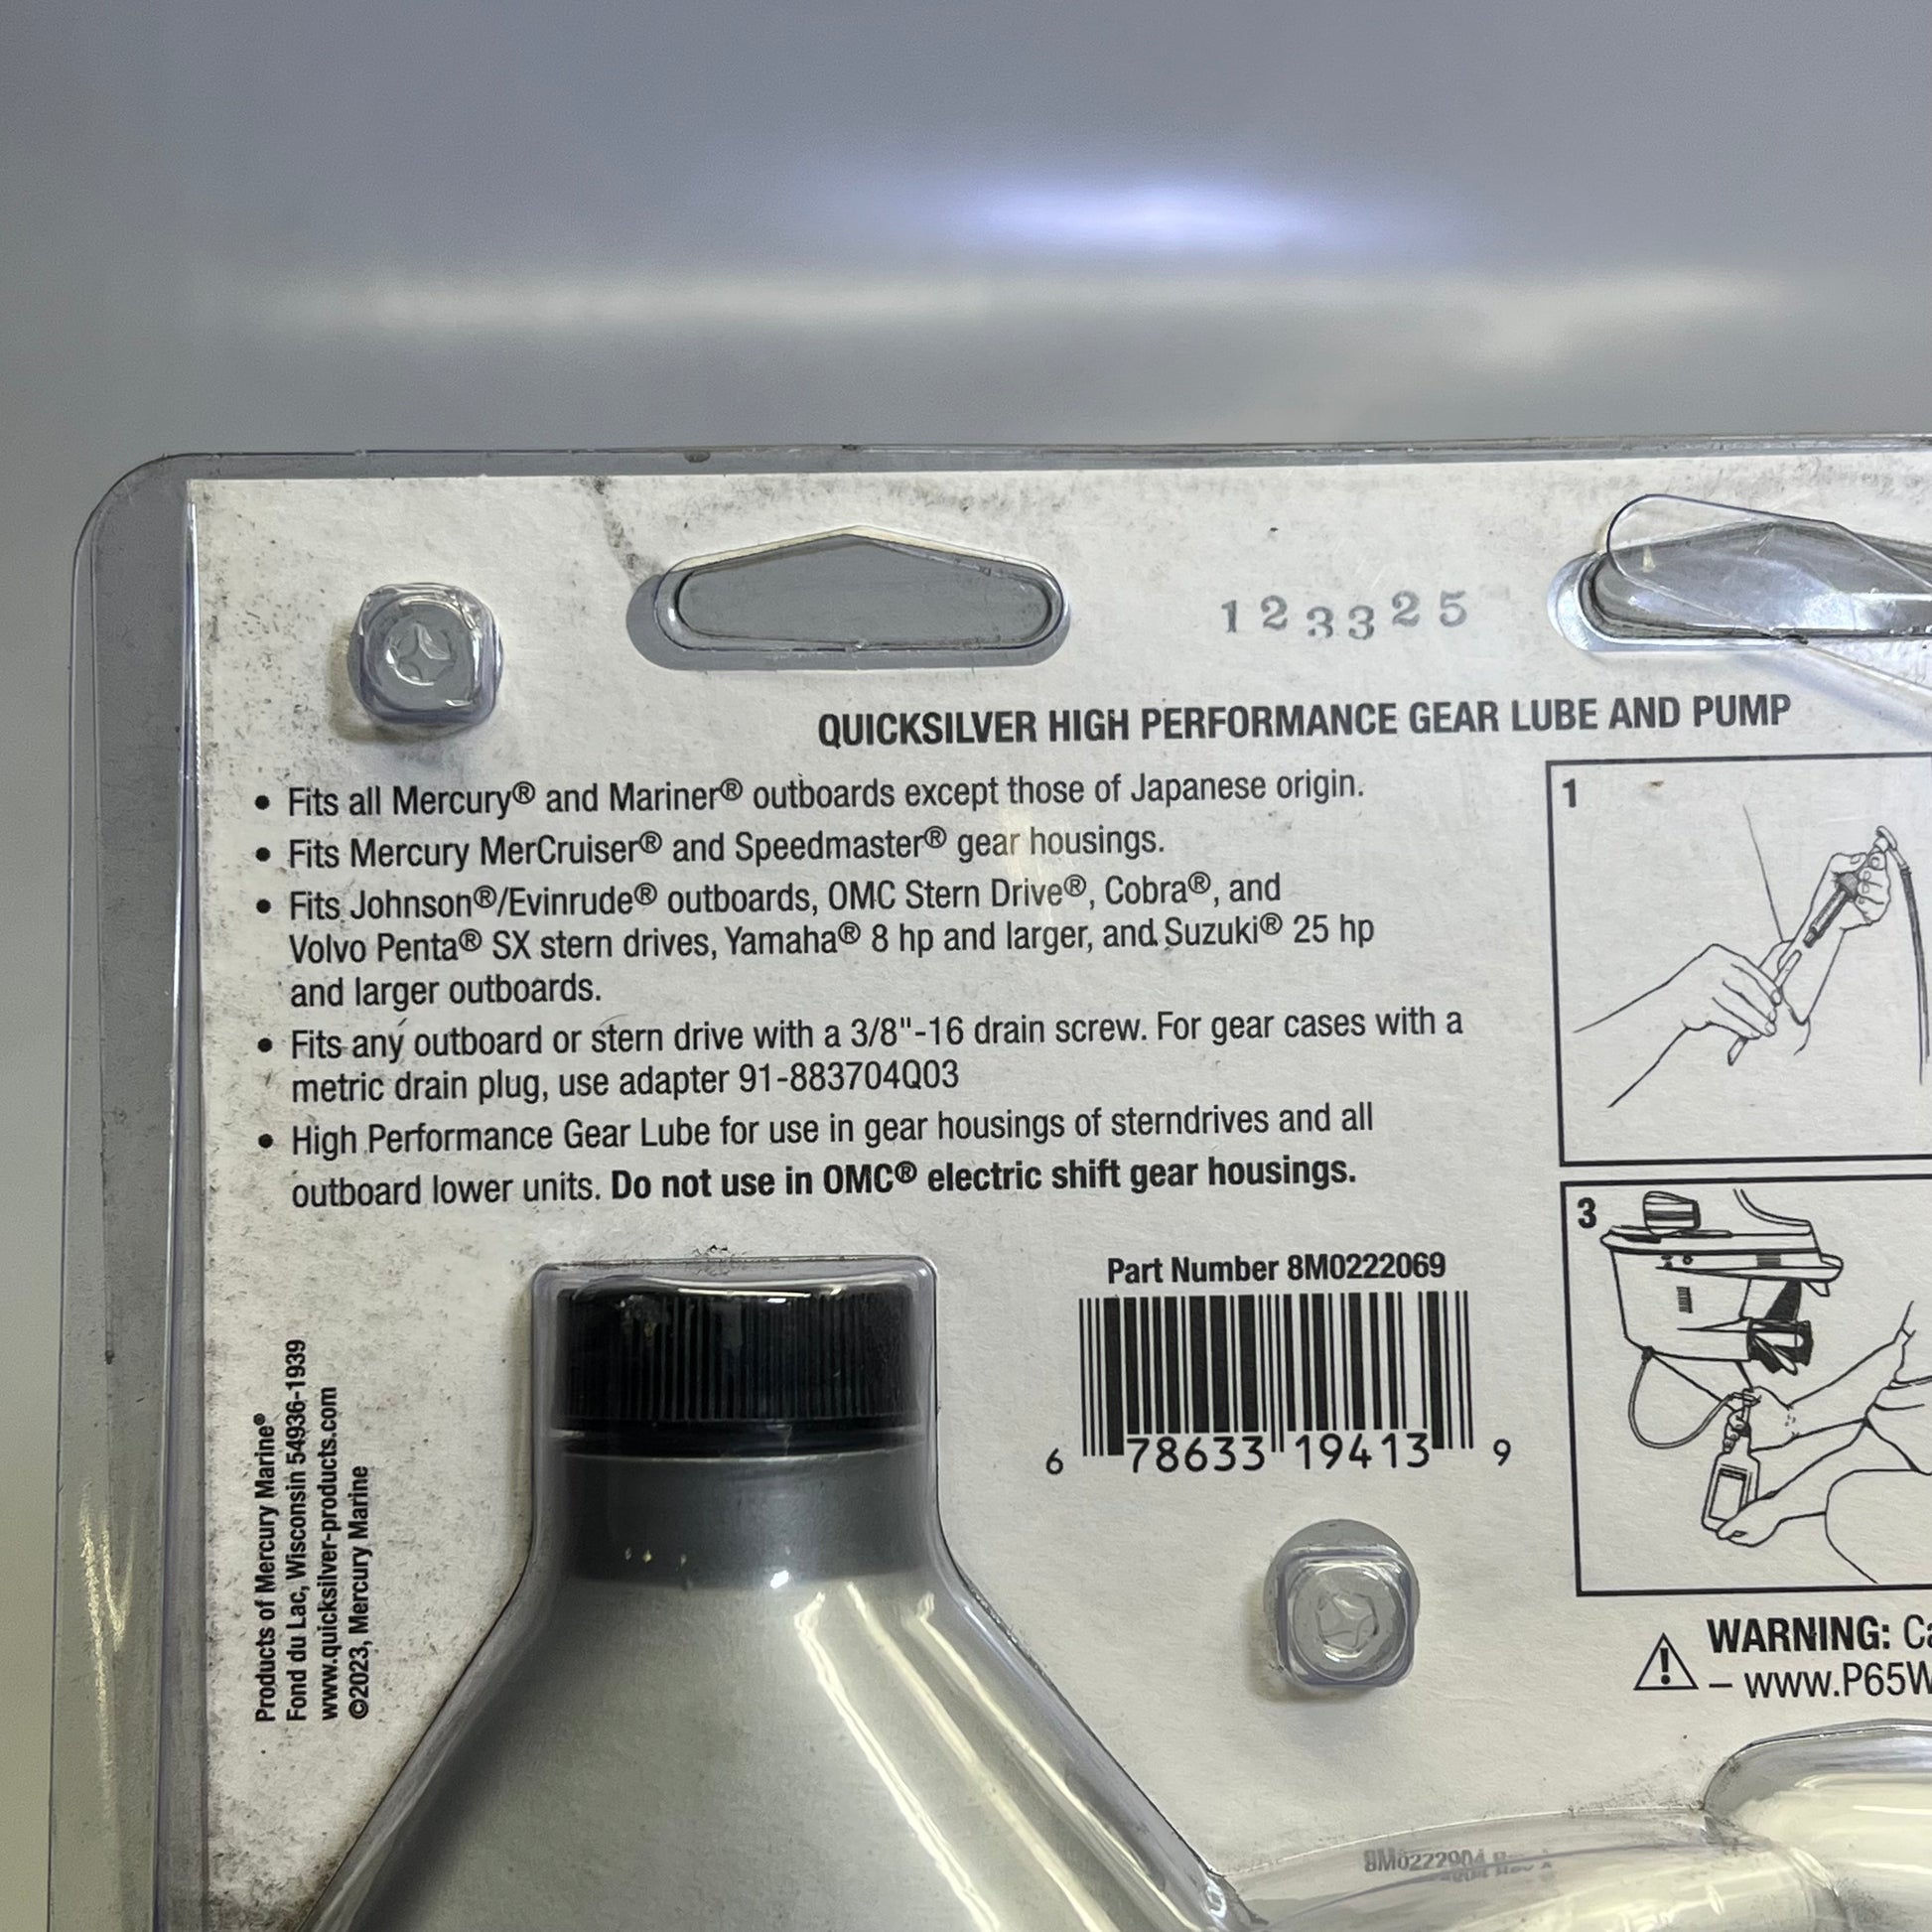 123325
QUICKSILVER HIGH PERFORMANCE GEAR LUBE AND PUMP
• Fits all Mercury® and Mariner® outboards except those of Japanese origin.
• Fits Mercury MerCruiser® and Speedmaster® gear housings.
• Fits Johnson®/Evinrude® outboards, OMC Stern Drive®, Cobra®, and
Volvo Penta® SX stern drives, Yamaha® 8 hp and larger, and Suzuki® 25 hp
and larger outboards.
• Fits any outboard or stern drive with a 3/8"-16 drain screw. For gear cases with a
metric drain plug, use adapter 91-883704Q03
• High Performance Gear Lube for use in gear housings of sterndrives and all
outboard lower units. Do not use in OMC® electric shift gear housings.
Part Number 8M0222069
6 78633 19413 9
Products of Mercury Marine®
Fond du Lac, Wisconsin 54936-1939
www.quicksilver-products.com
©2023, Mercury Marine
1
3
WARNING:
– www.P65W
8M0222904